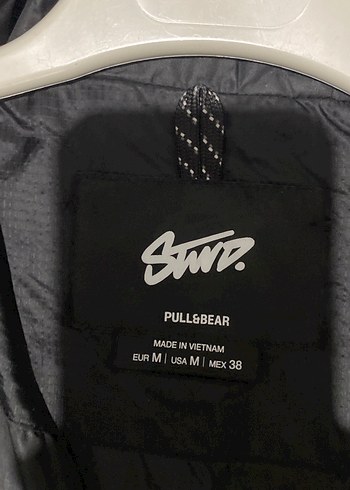 STWD.
PULL&BEAR
MADE IN VIETNAM
EUR M | USA M | MEX 38